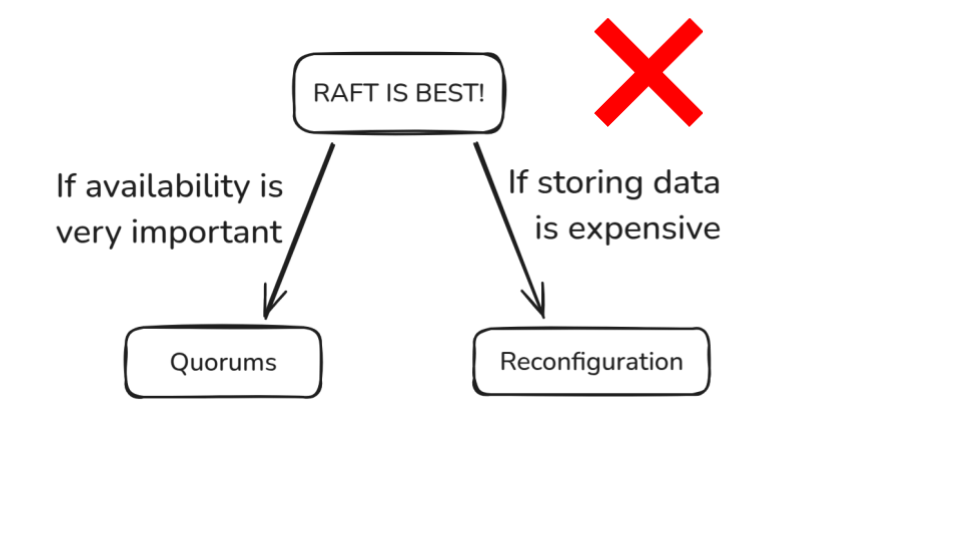 RAFT IS BEST!
If availability is
very important
If storing data
is expensive
Quorums
Reconfiguration